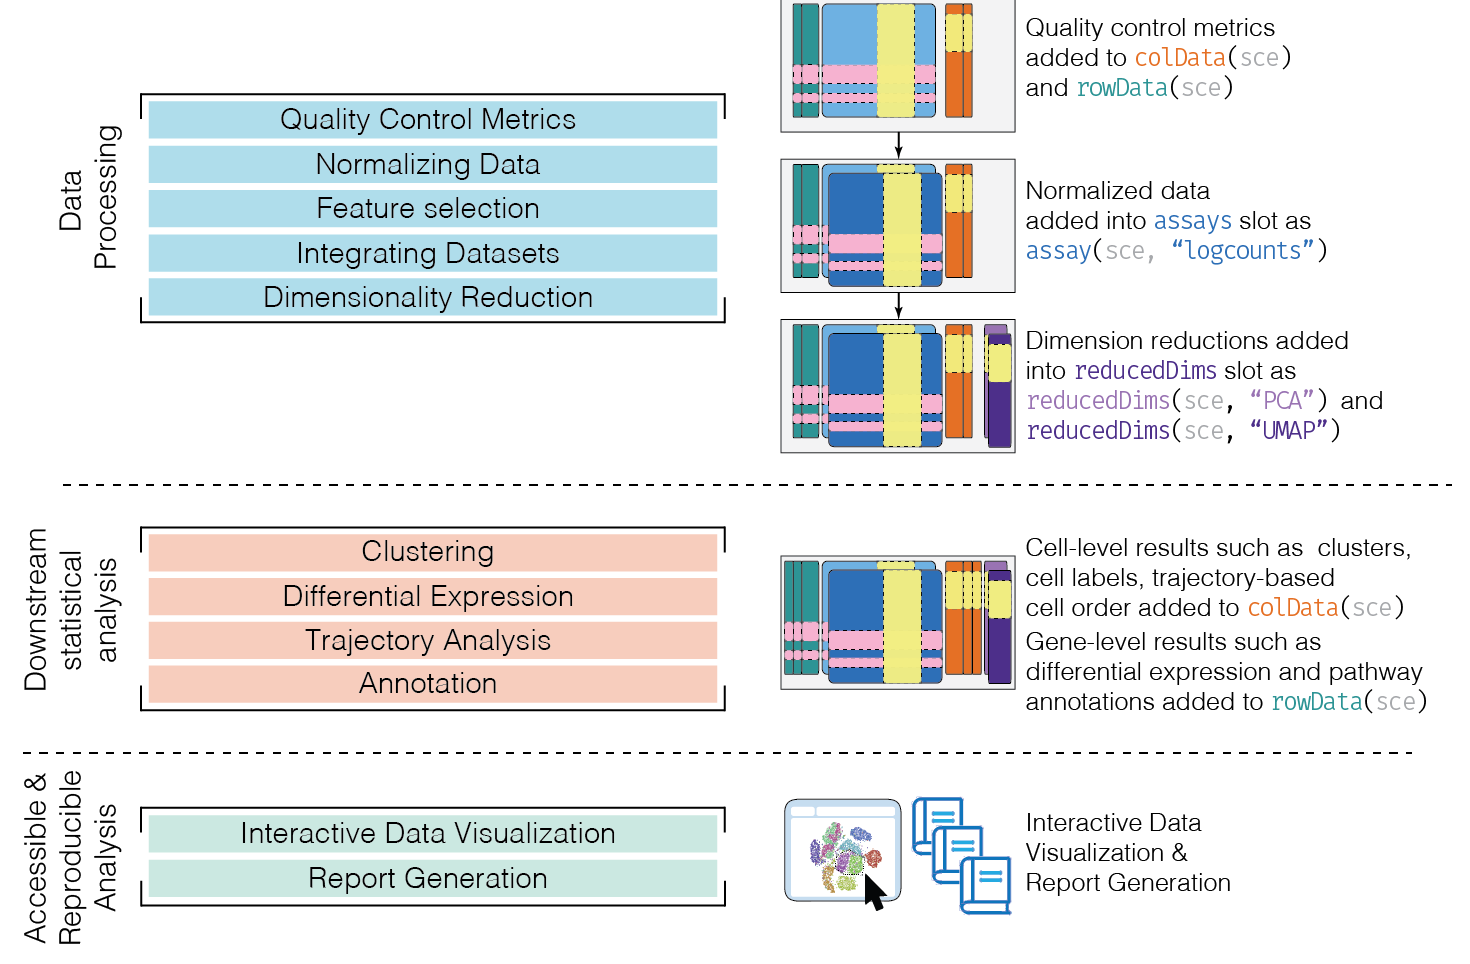 Data
Processing
Quality Control Metrics
Normalizing Data
Feature selection
Integrating Datasets
Dimensionality Reduction
Quality control metrics
added to colData(sce)
and rowData(sce)
Normalized data
added into assays slot as
assay(sce, “logcounts”)
Dimension reductions added
into reducedDims slot as
reducedDims(sce, “PCA”) and
reducedDims(sce, “UMAP”)
Downstream
statistical
analysis
Clustering
Differential Expression
Trajectory Analysis
Annotation
Cell-level results such as clusters,
cell labels, trajectory-based
cell order added to colData(sce)
Gene-level results such as
differential expression and pathway
annotations added to rowData(sce)
Accessible &
Reproducible
Analysis
Interactive Data Visualization
Report Generation
Interactive Data
Visualization &
Report Generation